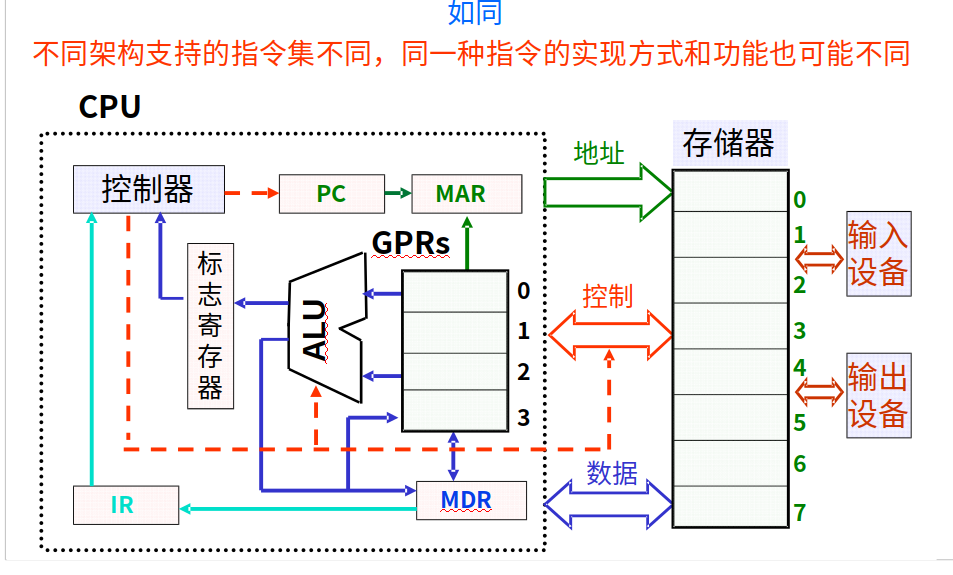 如同
不同架构支持的指令集不同，同一种指令的实现方式和功能也可能不同
CPU
控制器
PC
MAR
地址
存储器
GPRs
标
志
寄
存
器
ALU
0
1
2
3
控制
0
1
2
3
4
5
6
7
输入
设备
输出
设备
IR
MDR
数据